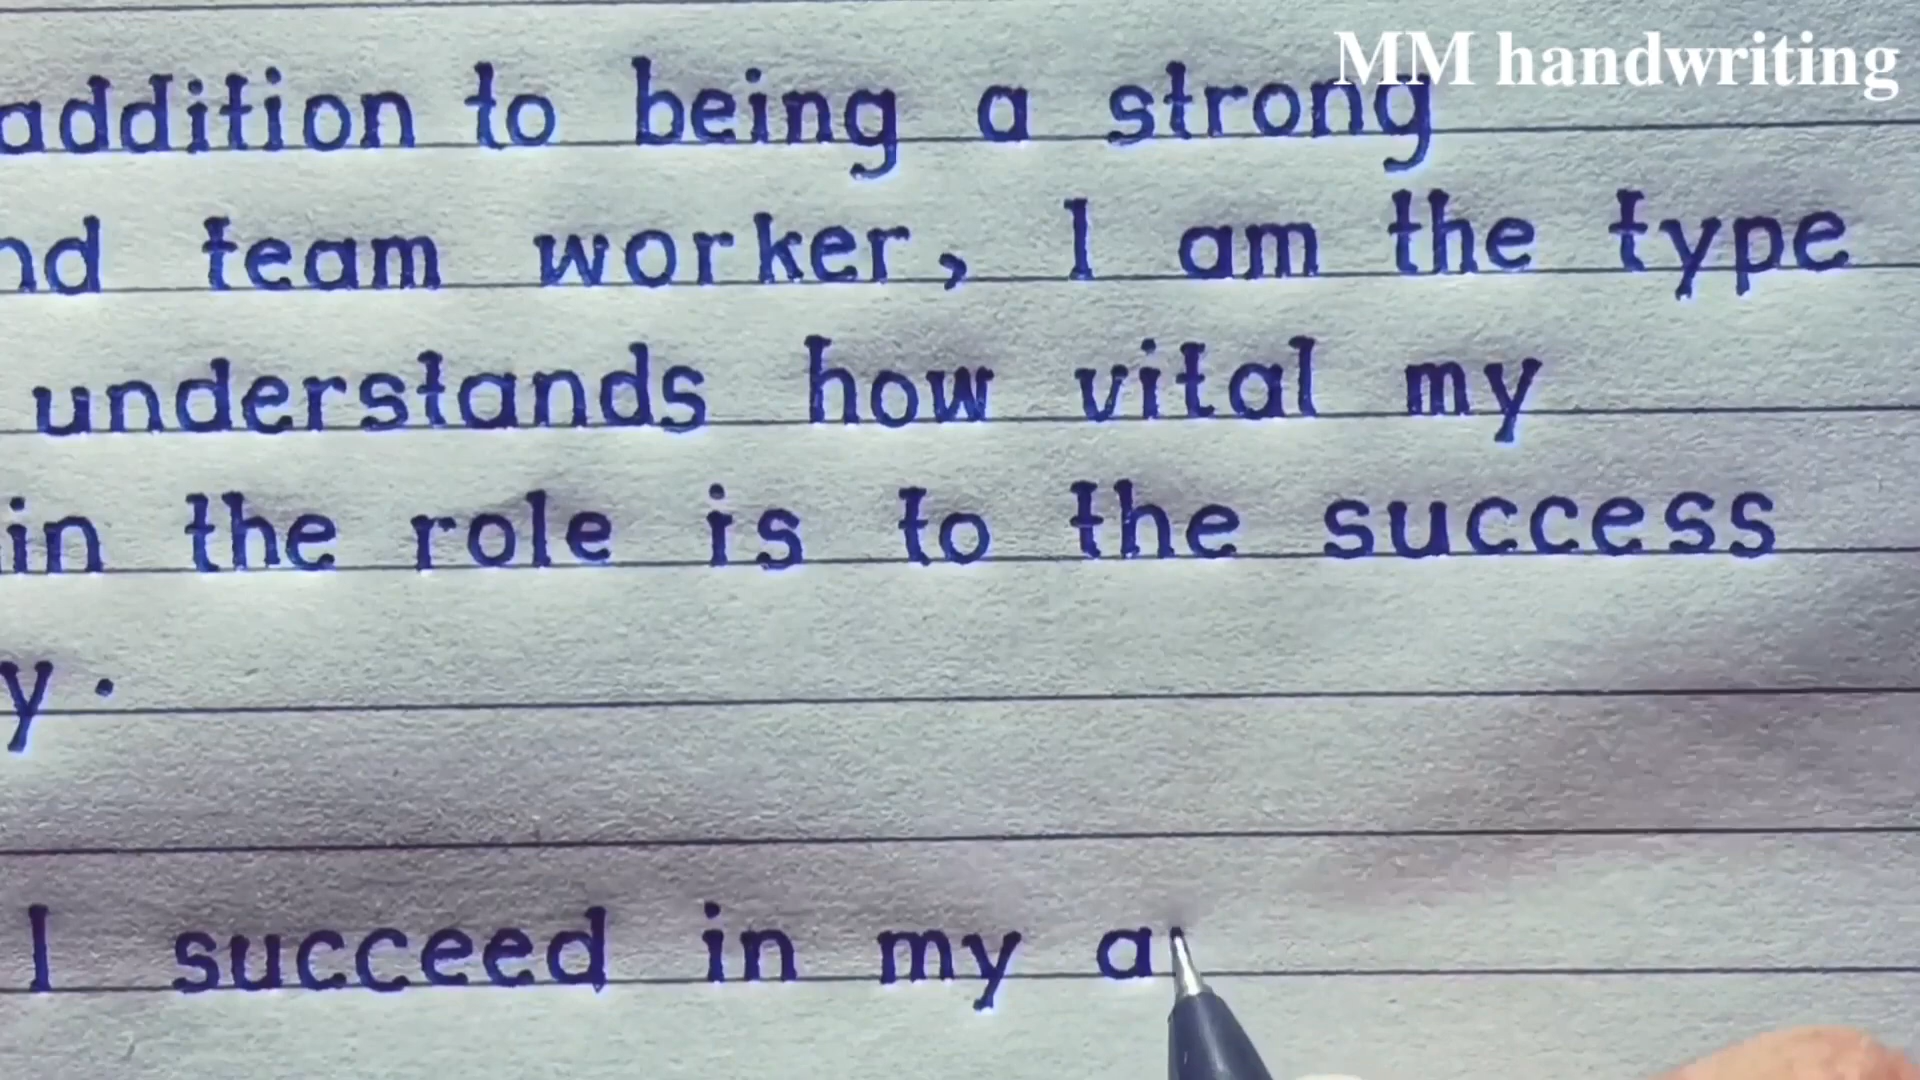 MM handwriting
addition to being a strong
team worker, I am the type
understands how vital my
in the role is to the success
I succeed in my a